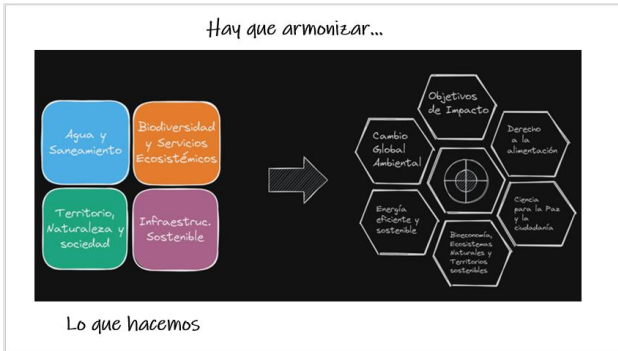 Hay que armonizar...
Agua y
Saneamiento
Biodiversidad
y Servicios
Ecosistémicos
Territorio,
Naturaleza y
sociedad
Infraestruc.
Sostenible
Objetivos
de Impacto
Cambio
Global
Ambiental
Derecho
a la
alimentación
Energía
eficiente y
sostenible
Ciencia
para la Paz
y la
ciudadanía
Bioeconomía,
Ecosistemas
Naturales y
Territorios
sostenibles
Lo que hacemos